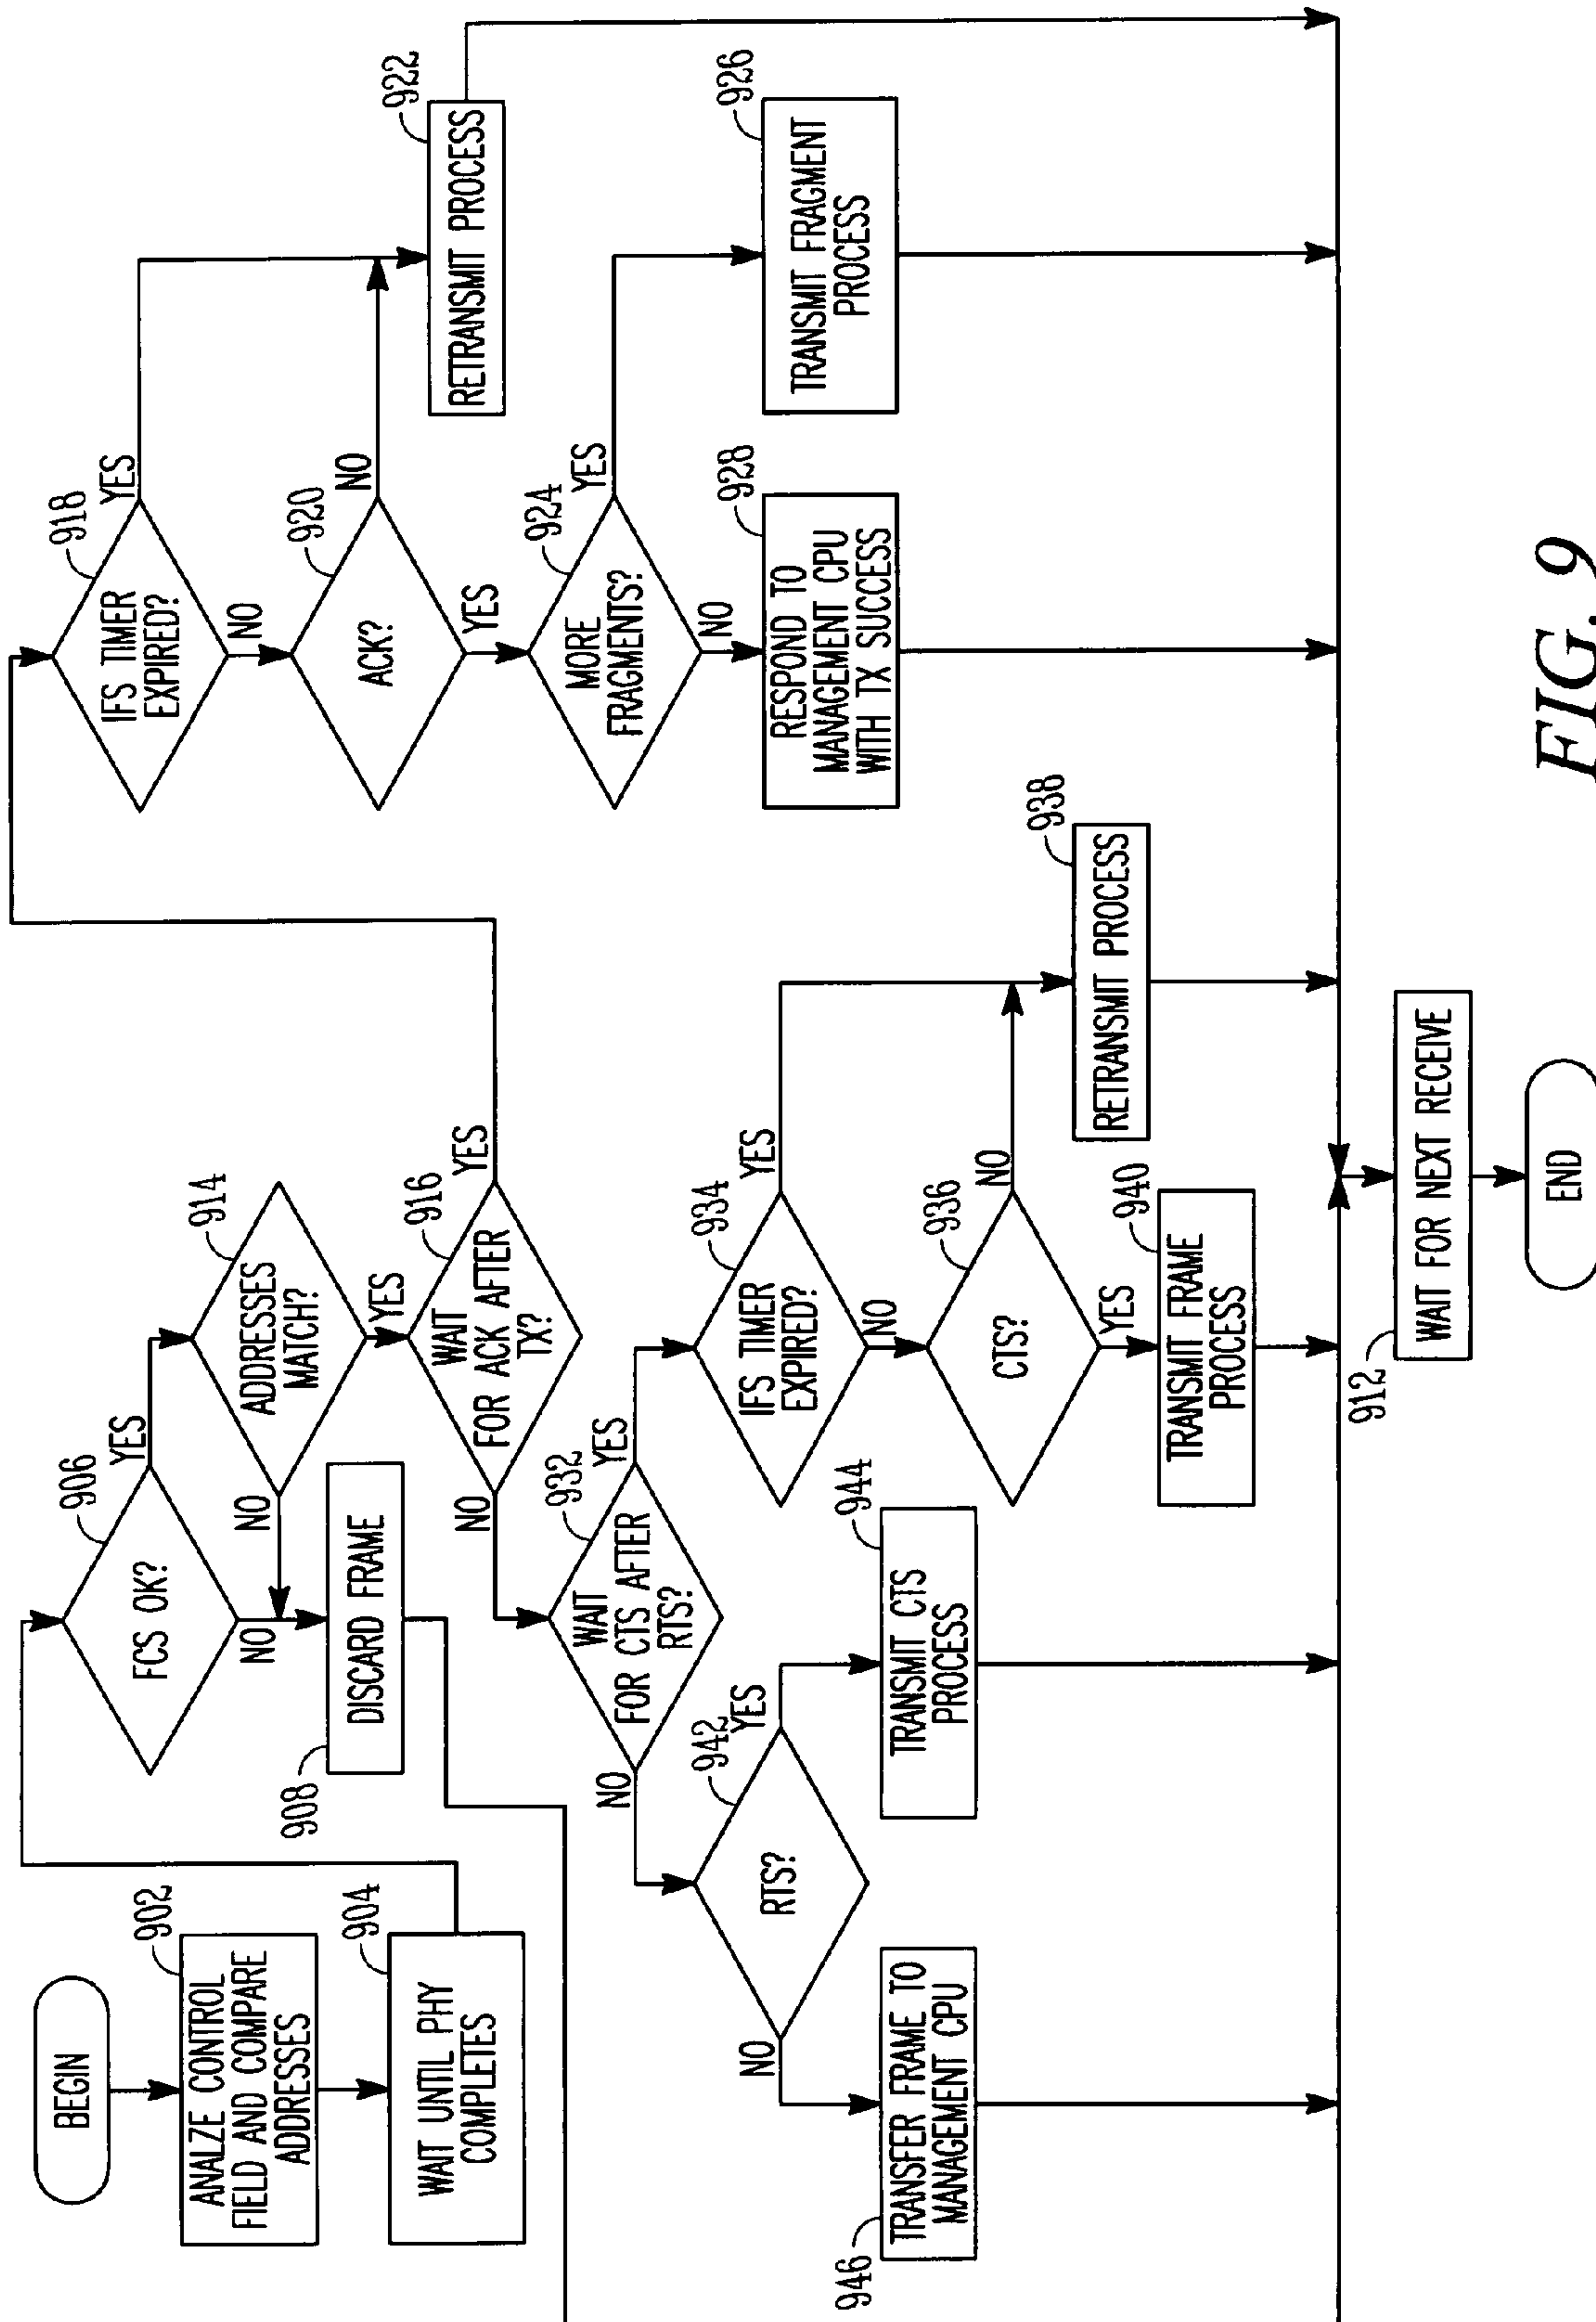 BEGIN
902
ANALZE CONTROL
FIELD AND COMPARE
ADDRESSES
904
WAIT UNTIL PHY
COMPLETES
906
FCS OK?
YES
NO
908
DISCARD FRAME
914
ADDRESSES
MATCH?
NO
YES
916
WAIT
FOR ACK AFTER
TX?
YES
NO
918
IFS TIMER
EXPIRED?
YES
NO
920
ACK?
NO
YES
922
RETRANSMIT PROCESS
924
MORE
FRAGMENTS?
YES
NO
926
TRANSMIT FRAGMENT
PROCESS
928
RESPOND TO
MANAGEMENT CPU
WITH TX SUCCESS
932
WAIT
FOR CTS AFTER
RTS?
YES
NO
934
IFS TIMER
EXPIRED?
YES
NO
936
CTS?
NO
YES
938
RETRANSMIT PROCESS
940
TRANSMIT FRAME
PROCESS
942
RTS?
YES
NO
944
TRANSMIT CTS
PROCESS
946
TRANSFER FRAME TO
MANAGEMENT CPU
912
WAIT FOR NEXT RECEIVE
END
FIG. 9